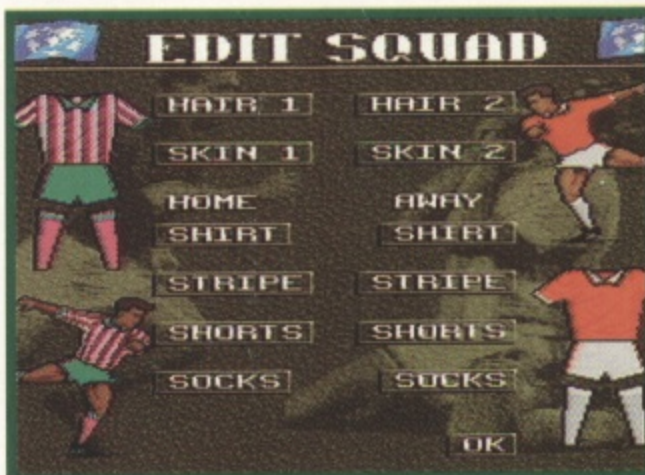 EDIT SQUAD
HAIR 1 HAIR 2
SKIN 1 SKIN 2
HOME AWAY
SHIRT SHIRT
STRIPE STRIPE
SHORTS SHORTS
SOCKS SOCKS
OK